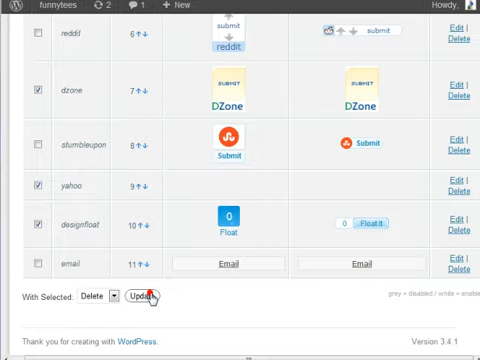 funnytees 2 1 + New Howdy,
submit
reddit 6 submit Edit |
reddit Delete
SUBMIT SUBMIT
dzone 7 Edit |
DZone DZone Delete
stumbleupon 8 Submit Edit |
Submit Delete
yahoo 9 Edit |
Delete
designfloat 10 0 0 Float it Edit |
Float Delete
email 11 Email Email Edit |
Delete
With Selected: Delete Update
grey = disabled / white = enable
Thank you for creating with WordPress. Version 3.4.1